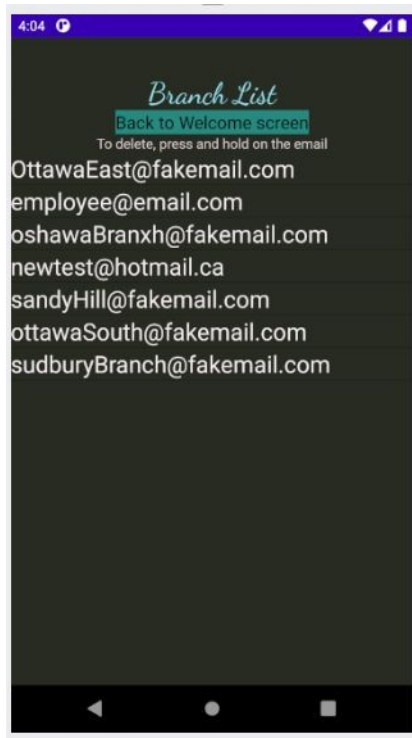 4:04
Branch List
Back to Welcome screen
To delete, press and hold on the email
OttawaEast@fakemail.com
employee@email.com
oshawaBranxh@fakemail.com
newtest@hotmail.ca
sandyHill@fakemail.com
ottawaSouth@fakemail.com
sudburyBranch@fakemail.com